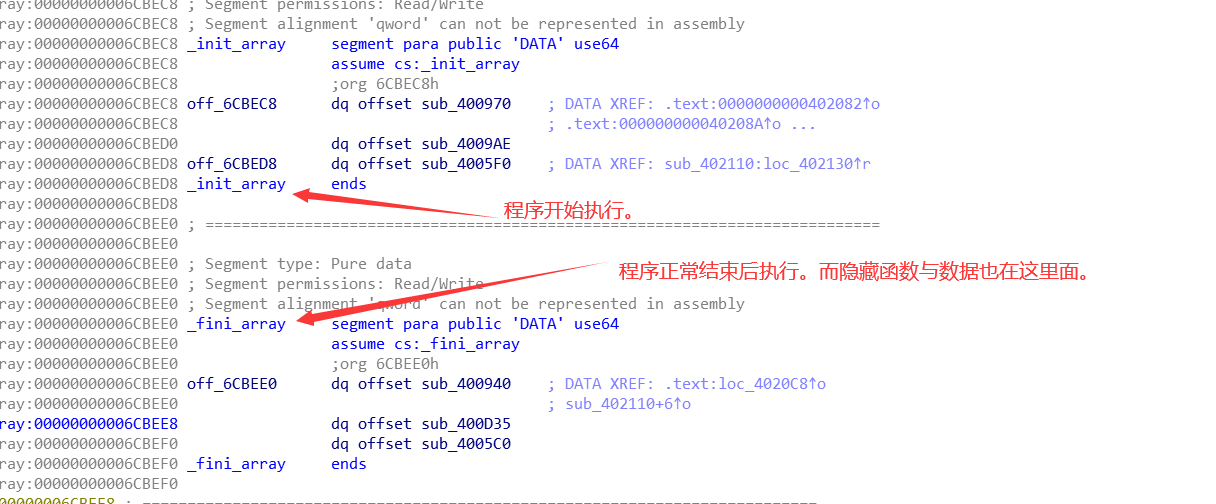 ray:00000000006CBEC8 ; Segment permissions: Read/Write
ray:00000000006CBEC8 ; Segment alignment 'qword' can not be represented in assembly
ray:00000000006CBEC8 _init_array     segment para public 'DATA' use64
ray:00000000006CBEC8                 assume cs:_init_array
ray:00000000006CBEC8                 ;org 6CBEC8h
ray:00000000006CBEC8 off_6CBEC8      dq offset sub_400970    ; DATA XREF: .text:0000000000402082↑o
ray:00000000006CBEC8                                         ; .text:000000000040208A↑o ...
ray:00000000006CBED0                 dq offset sub_4009AE
ray:00000000006CBED8 off_6CBED8      dq offset sub_4005F0    ; DATA XREF: sub_402110:loc_402130↑r
ray:00000000006CBED8 _init_array     ends
ray:00000000006CBED8
程序开始执行。
ray:00000000006CBEE0 ; ===========================================================================
ray:00000000006CBEE0
ray:00000000006CBEE0 ; Segment type: Pure data
程序正常结束后执行。而隐藏函数与数据也在这里面。
ray:00000000006CBEE0 ; Segment permissions: Read/Write
ray:00000000006CBEE0 ; Segment alignment 'qword' can not be represented in assembly
ray:00000000006CBEE0 _fini_array     segment para public 'DATA' use64
ray:00000000006CBEE0                 assume cs:_fini_array
ray:00000000006CBEE0                 ;org 6CBEE0h
ray:00000000006CBEE0 off_6CBEE0      dq offset sub_400940    ; DATA XREF: .text:loc_4020C8↑o
ray:00000000006CBEE0                                         ; sub_402110+6↑o
ray:00000000006CBEE8                 dq offset sub_400D35
ray:00000000006CBEF0                 dq offset sub_4005C0
ray:00000000006CBEF0 _fini_array     ends
ray:00000000006CBEF0